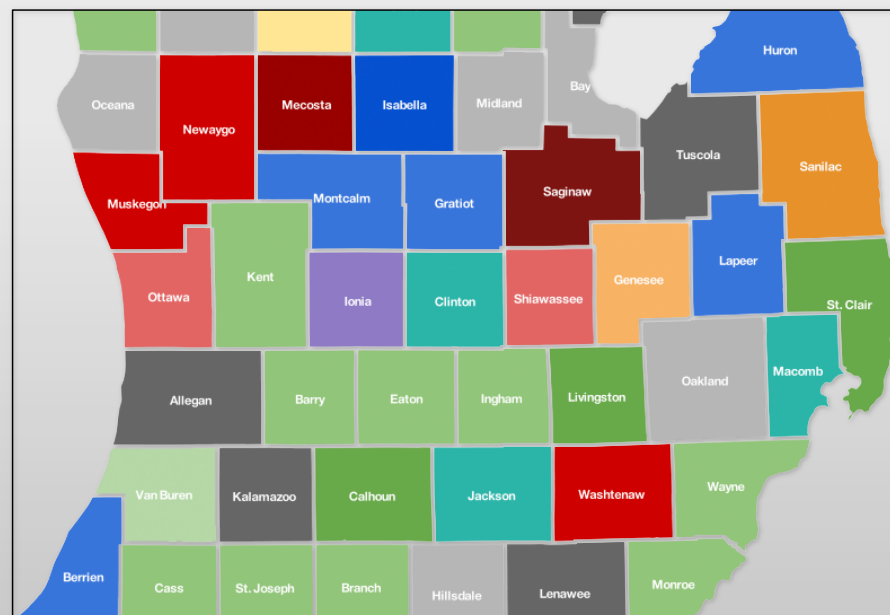 Huron
Oceana
Newaygo
Mecosta
Isabella
Midland
Bay
Tuscola
Sanilac
Muskegon
Montcalm
Gratiot
Saginaw
Ottawa
Kent
Ionia
Clinton
Shiawassee
Genesee
Lapeer
St. Clair
Allegan
Barry
Eaton
Ingham
Livingston
Oakland
Macomb
Van Buren
Kalamazoo
Calhoun
Jackson
Washtenaw
Wayne
Berrien
Cass
St. Joseph
Branch
Hillsdale
Lenawee
Monroe